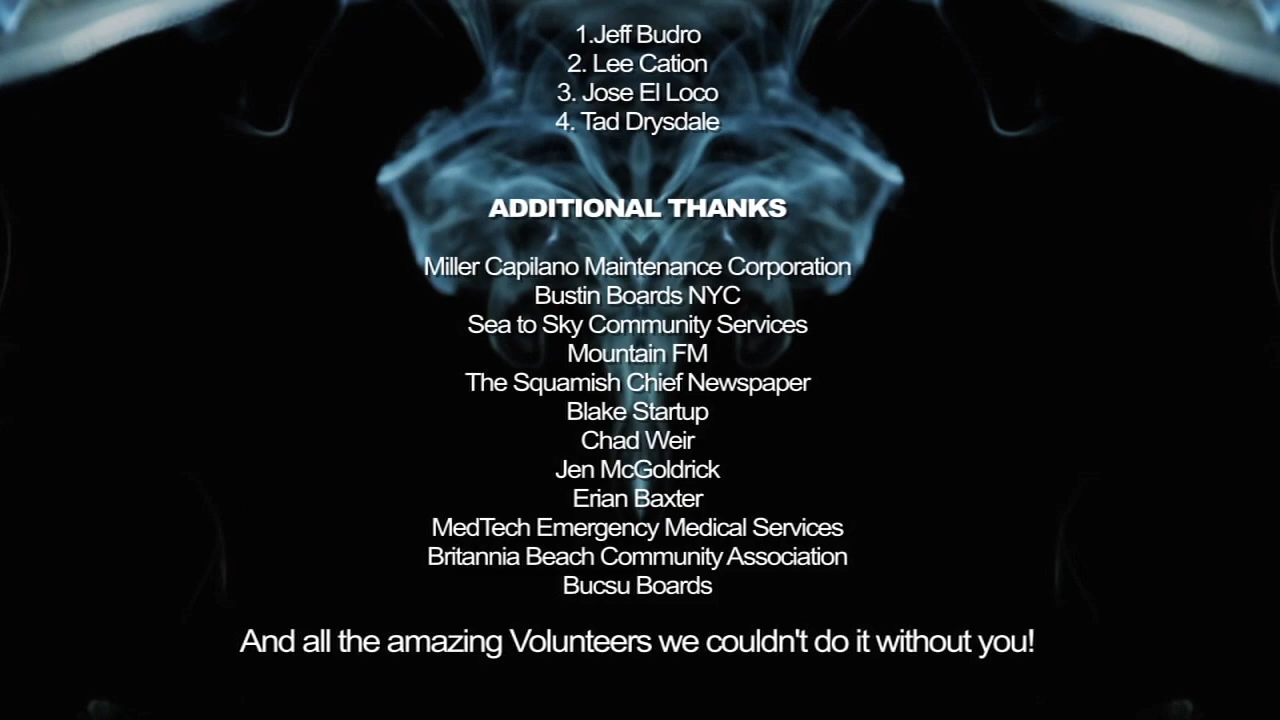 1.Jeff Budro
2. Lee Cation
3. Jose El Loco
4. Tad Drysdale
ADDITIONAL THANKS
Miller Capilano Maintenance Corporation
Bustin Boards NYC
Sea to Sky Community Services
Mountain FM
The Squamish Chief Newspaper
Blake Startup
Chad Weir
Jen McGoldrick
Erian Baxter
MedTech Emergency Medical Services
Britannia Beach Community Association
Bucsu Boards
And all the amazing Volunteers we couldn't do it without you!